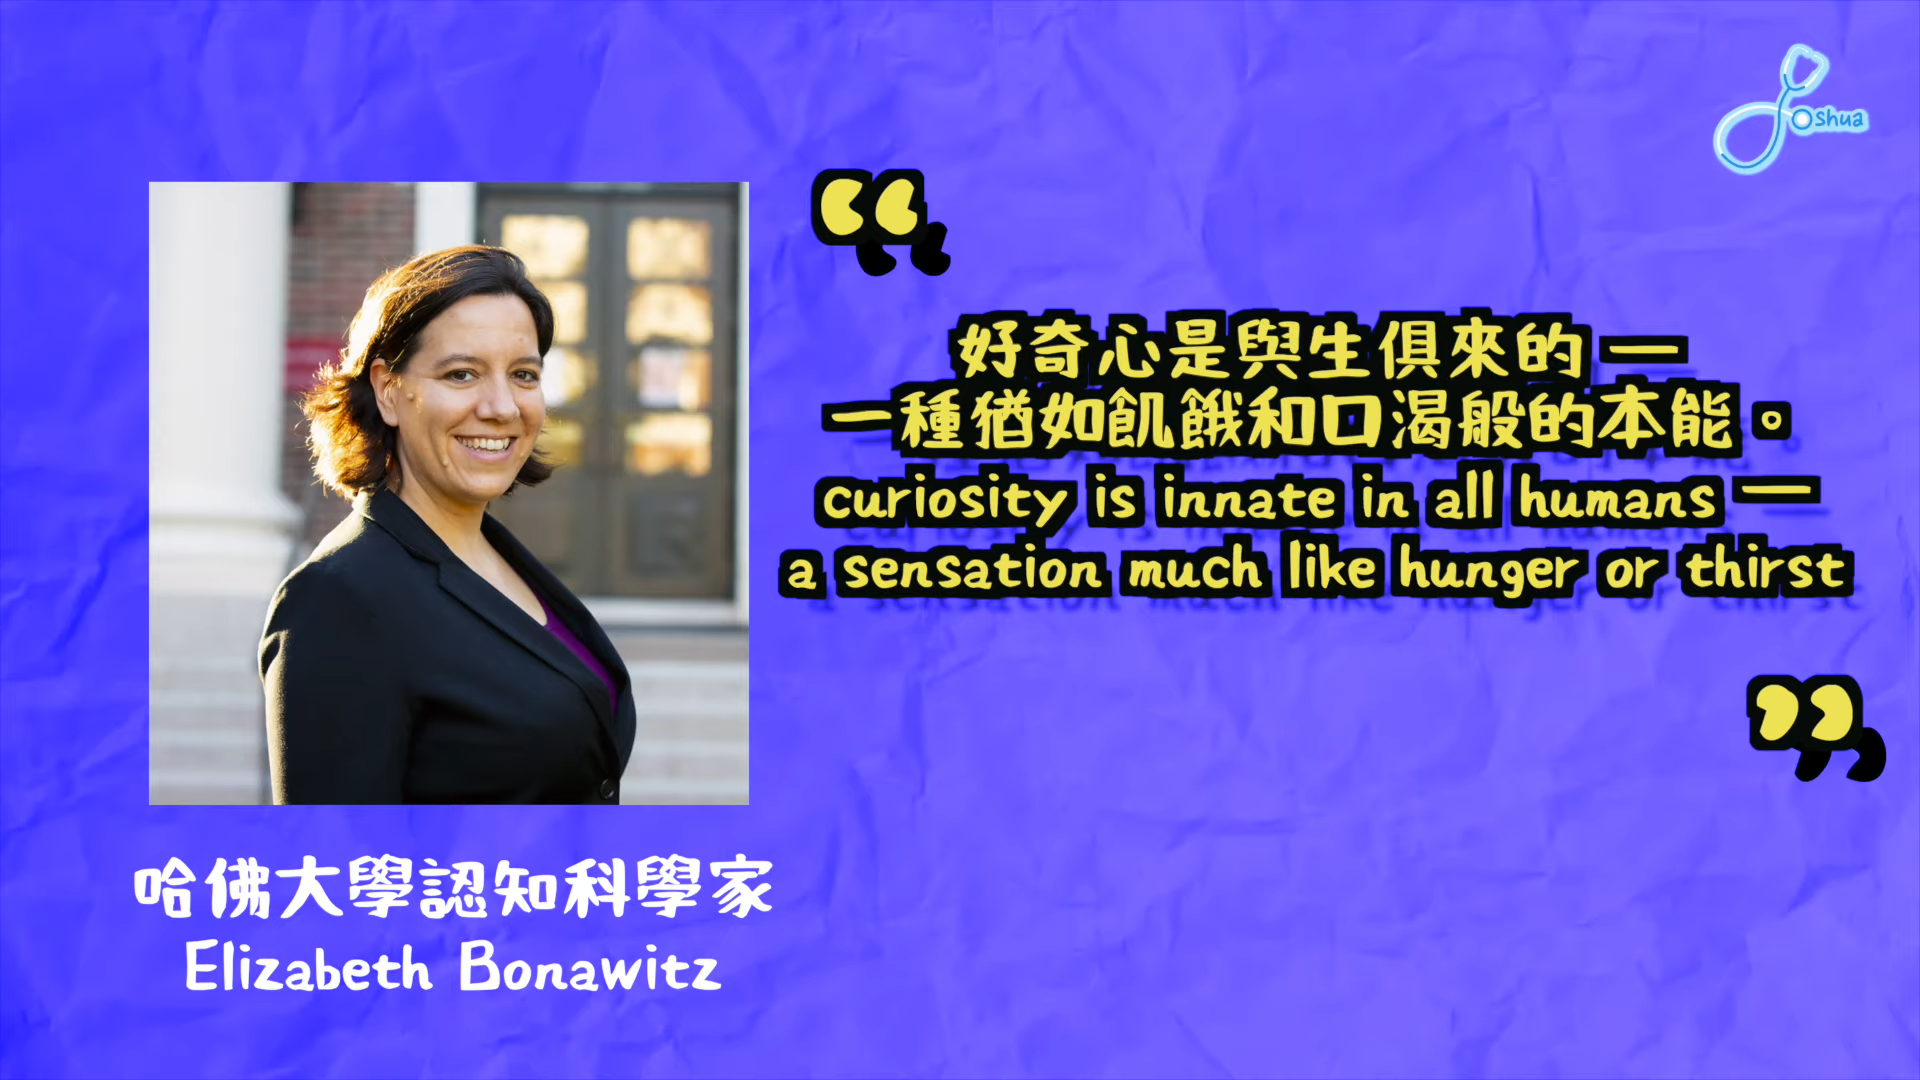 Joshua
好奇心是與生俱來的 —
一種猶如飢餓和口渴般的本能。
curiosity is innate in all humans —
a sensation much like hunger or thirst
哈佛大學認知科學家
Elizabeth Bonawitz